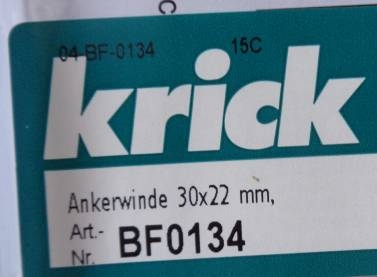 C
04-BF-0134 15C
krick
Ankerwinde 30x22 mm,
Art.-
Nr. BF0134